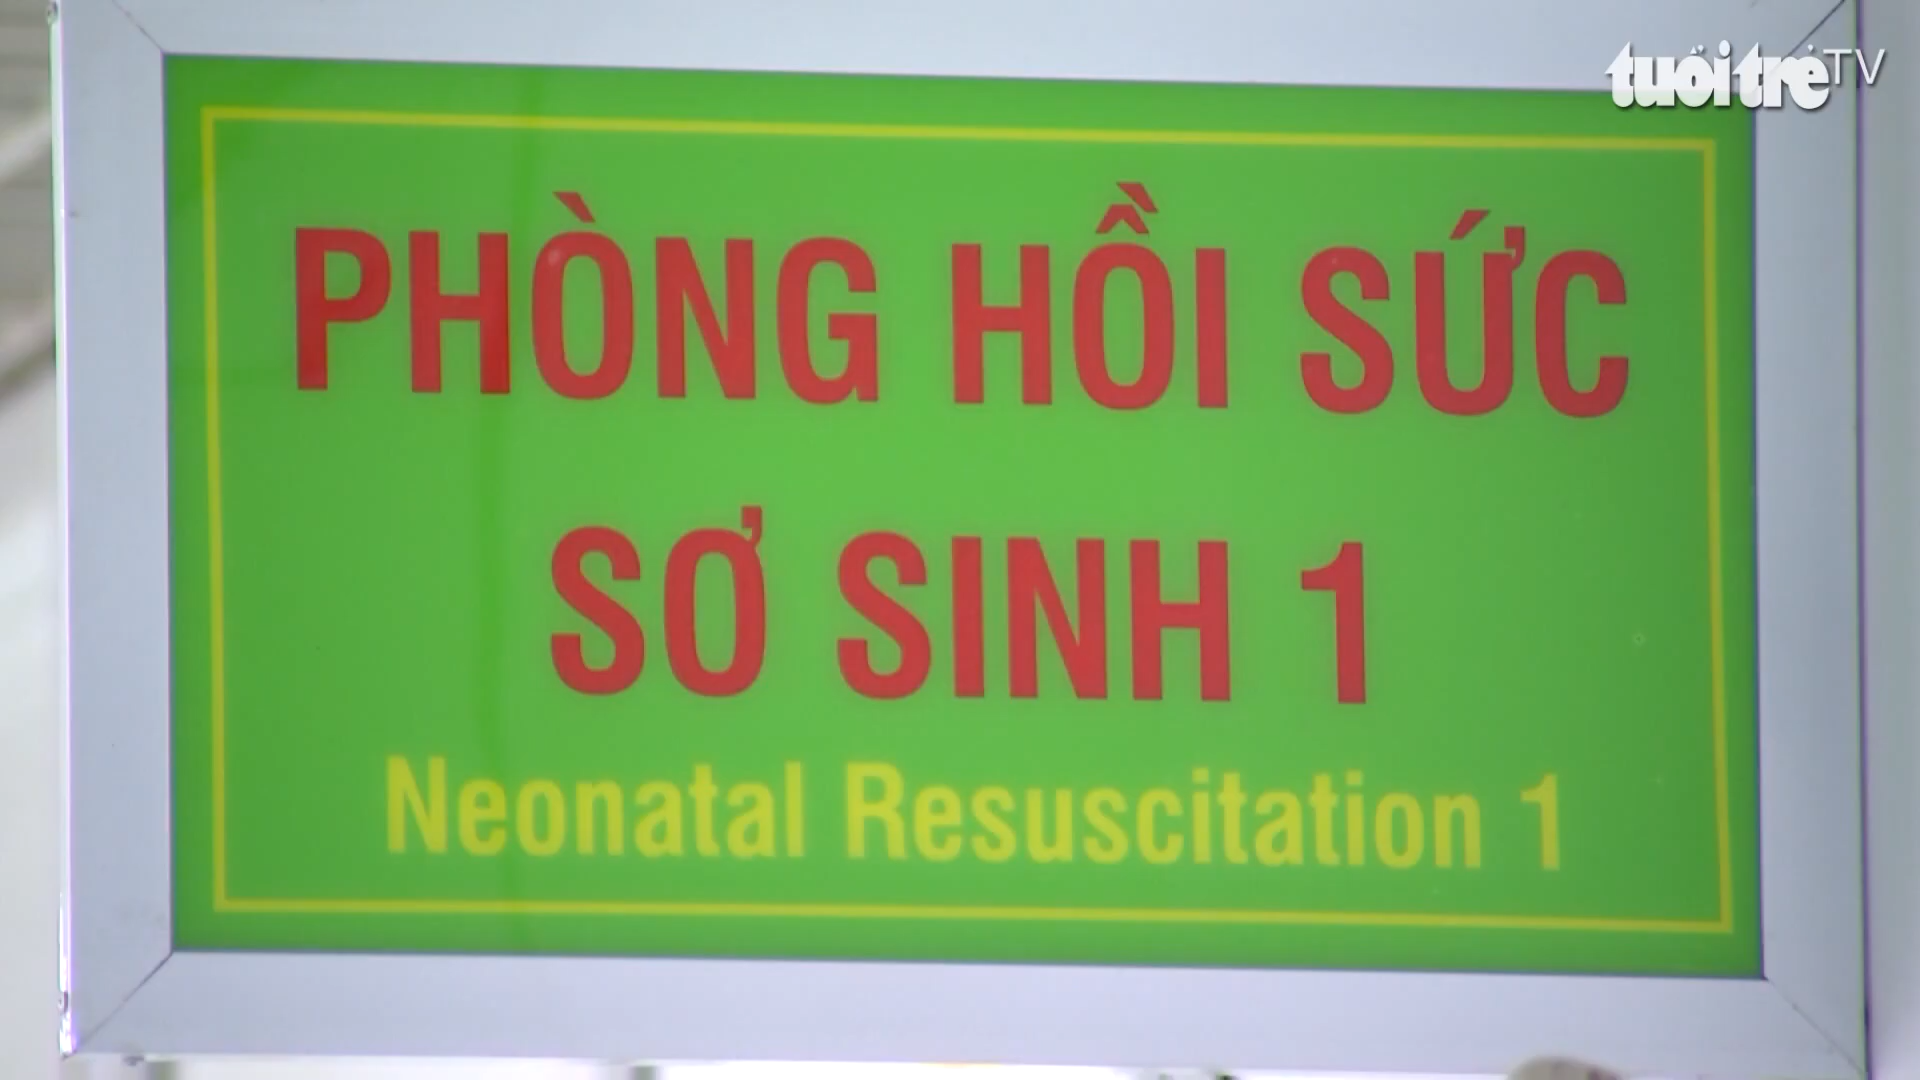 tuổi trẻ TV
PHÒNG HỒI SỨC
SƠ SINH 1
Neonatal Resuscitation 1